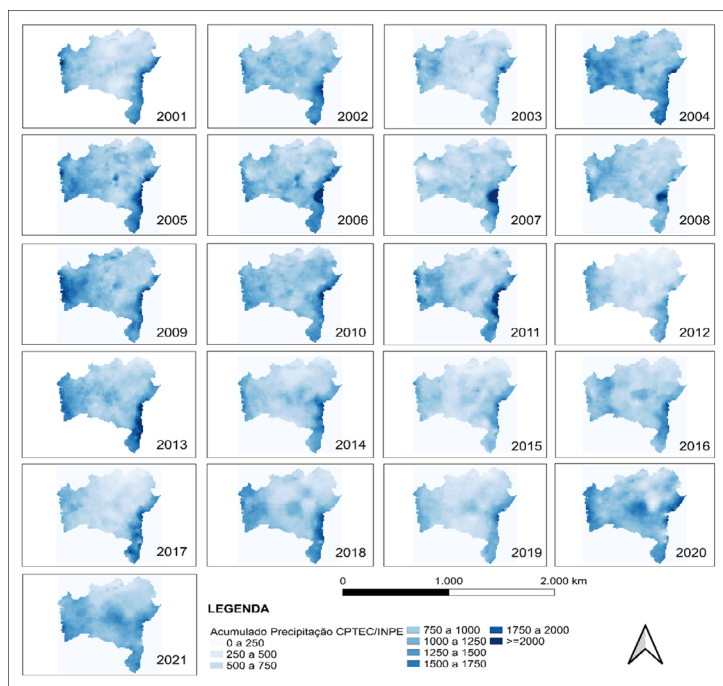 2001
2002
2003
2004
2005
2006
2007
2008
2009
2010
2011
2012
2013
2014
2015
2016
2017
2018
2019
2020
2021
0 1.000 2.000 km
LEGENDA
Acumulado Precipitação CPTEC/INPE
0 a 250
250 a 500
500 a 750
750 a 1000
1000 a 1250
1250 a 1500
1500 a 1750
1750 a 2000
>=2000